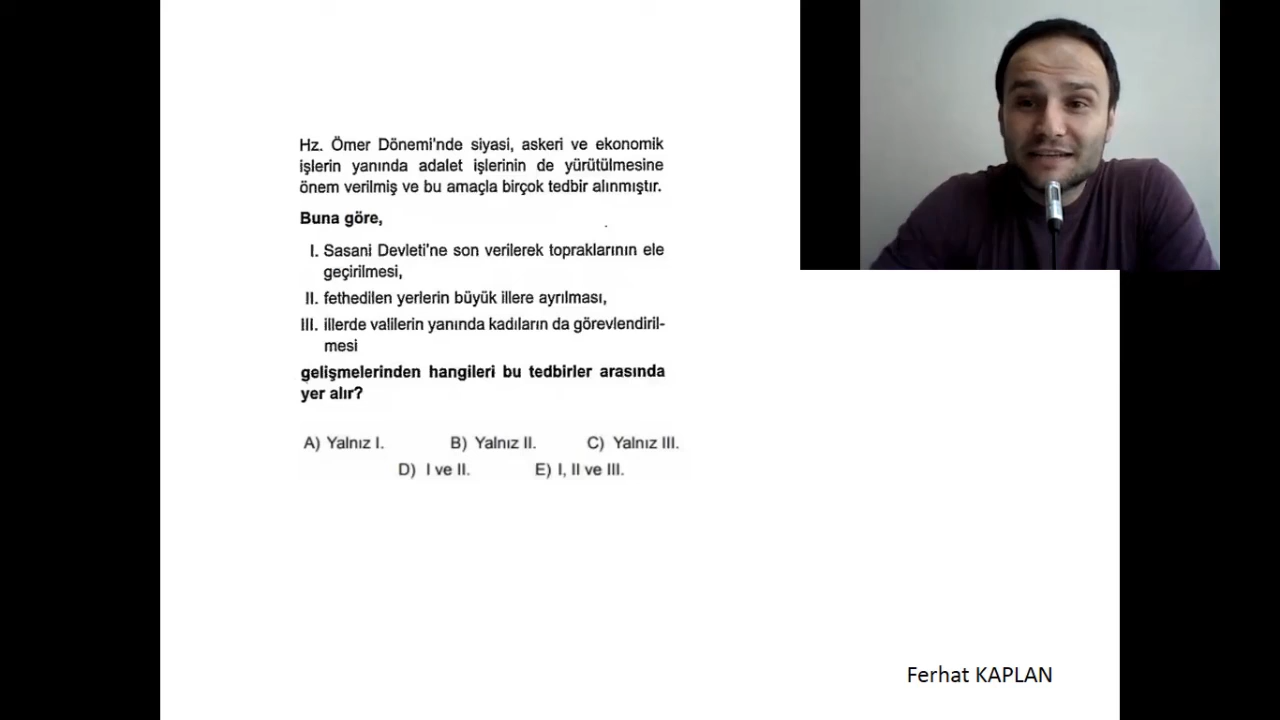 Hz. Ömer Dönemi'nde siyasi, askeri ve ekonomik
işlerin yanında adalet işlerinin de yürütülmesine
önem verilmiş ve bu amaçla birçok tedbir alınmıştır.
Buna göre,
I. Sasani Devleti'ne son verilerek topraklarının ele
geçirilmesi,
II. fethedilen yerlerin büyük illere ayrılması,
III. illerde valilerin yanında kadıların da görevlendiril-
mesi
gelişmelerinden hangileri bu tedbirler arasında
yer alır?
A) Yalnız I. B) Yalnız II. C) Yalnız III.
D) I ve II. E) I, II ve III.
Ferhat KAPLAN